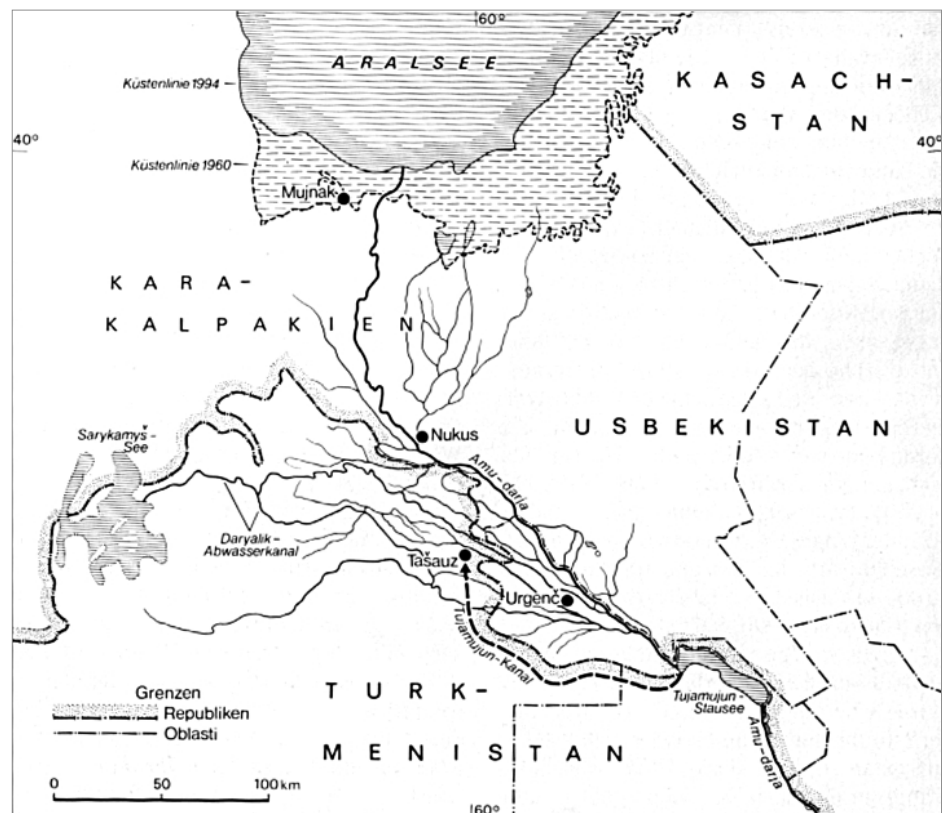 60°
ARALSEE
Küstenlinie 1994
KASACH-
STAN
40°
40°
Küstenlinie 1960
Mujnak
KARA-
KALPAKIEN
Nukus
USBEKISTAN
Sarykamyš-
See
Amu-darja
Daryalik-
Abwasserkanal
Tašauz
Urgenč
Tujamujun-Kanal
TURK-
MENISTAN
Tujamujun-
Stausee
Amu-darja
Grenzen
Republiken
Oblasti
0 50 100 km
60°